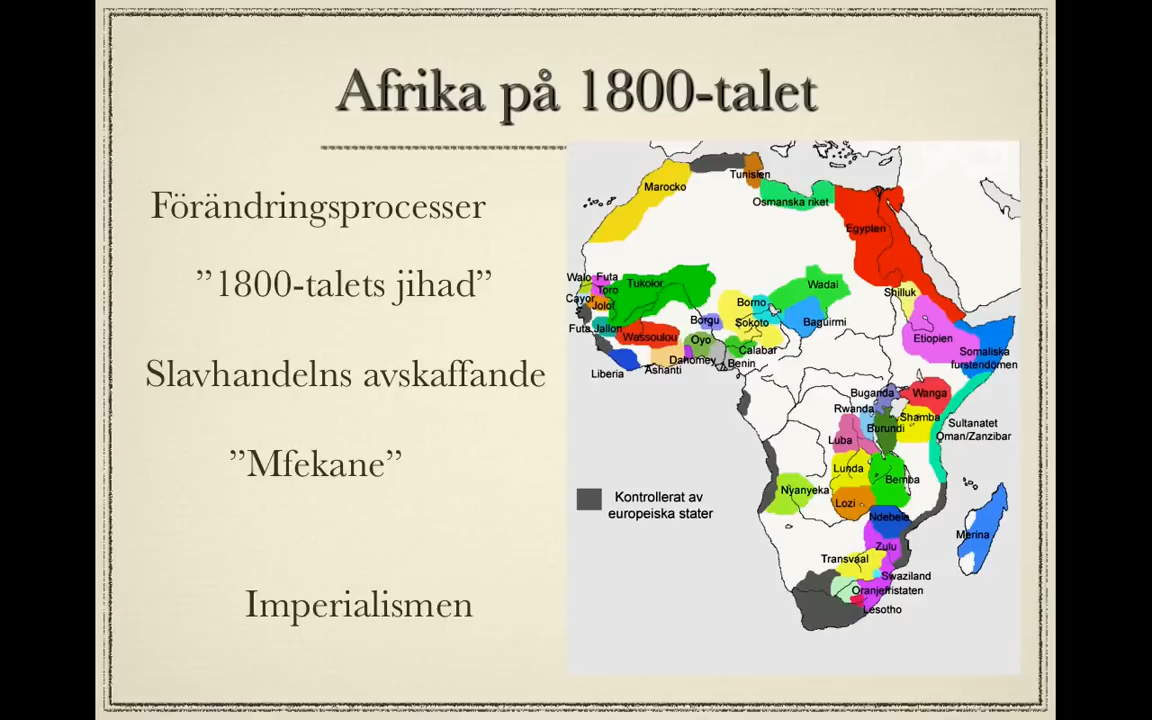 Afrika på 1800-talet
Förändringsprocesser
”1800-talets jihad”
Slavhandelns avskaffande
”Mfekane”
Imperialismen
Marocko
Tunisien
Osmanska riket
Egypten
Walo
Futa
Toro
Tukolor
Cayor
Jolof
Futa Jallon
Wassoulou
Liberia
Ashanti
Borgu
Oyo
Dahomey
Benin
Calabar
Borno
Sokoto
Wadai
Baguirmi
Shilluk
Etiopien
Somaliska
furstendömen
Buganda
Wanga
Rwanda
Shamba
Burundi
Sultanatet
Oman/Zanzibar
Luba
Lunda
Bemba
Nyanyeka
Lozi
Ndebele
Merina
Zulu
Transvaal
Swaziland
Oranjefristaten
Lesotho
Kontrollerat av
europeiska stater